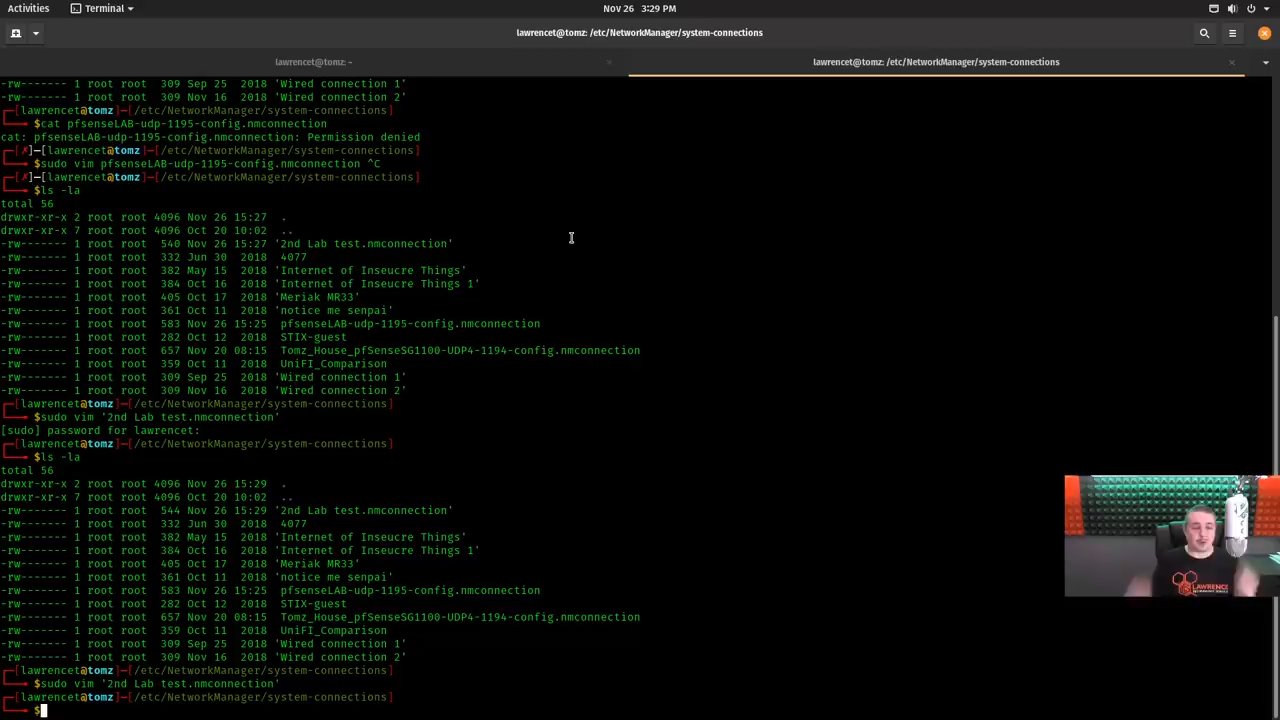 Activities
Terminal
Nov 26 3:29 PM
lawrencet@tomz: /etc/NetworkManager/system-connections
lawrencet@tomz: ~
lawrencet@tomz: /etc/NetworkManager/system-connections
-rw------- 1 root root 309 Sep 25 2018 'Wired connection 1'
-rw------- 1 root root 309 Nov 16 2018 'Wired connection 2'
[lawrencet@tomz]—[/etc/NetworkManager/system-connections]
$cat pfsenseLAB-udp-1195-config.nmconnection
cat: pfsenseLAB-udp-1195-config.nmconnection: Permission denied
[✗]—[lawrencet@tomz]—[/etc/NetworkManager/system-connections]
$sudo vim pfsenseLAB-udp-1195-config.nmconnection ^C
[✗]—[lawrencet@tomz]—[/etc/NetworkManager/system-connections]
$ls -la
total 56
drwxr-xr-x 2 root root 4096 Nov 26 15:27 .
drwxr-xr-x 7 root root 4096 Oct 20 10:02 ..
-rw------- 1 root root 540 Nov 26 15:27 '2nd Lab test.nmconnection'
-rw------- 1 root root 332 Jun 30 2018 4077
-rw------- 1 root root 382 May 15 2018 'Internet of Inseucre Things'
-rw------- 1 root root 384 Oct 16 2018 'Internet of Inseucre Things 1'
-rw------- 1 root root 405 Oct 17 2018 'Meriak MR33'
-rw------- 1 root root 361 Oct 11 2018 'notice me senpai'
-rw------- 1 root root 583 Nov 26 15:25 pfsenseLAB-udp-1195-config.nmconnection
-rw------- 1 root root 282 Oct 12 2018 STIX-guest
-rw------- 1 root root 657 Nov 20 08:15 Tomz_House_pfSenseSG1100-UDP4-1194-config.nmconnection
-rw------- 1 root root 359 Oct 11 2018 UniFI_Comparison
-rw------- 1 root root 309 Sep 25 2018 'Wired connection 1'
-rw------- 1 root root 309 Nov 16 2018 'Wired connection 2'
[lawrencet@tomz]—[/etc/NetworkManager/system-connections]
$sudo vim '2nd Lab test.nmconnection'
[sudo] password for lawrencet:
[lawrencet@tomz]—[/etc/NetworkManager/system-connections]
$ls -la
total 56
drwxr-xr-x 2 root root 4096 Nov 26 15:29 .
drwxr-xr-x 7 root root 4096 Oct 20 10:02 ..
-rw------- 1 root root 544 Nov 26 15:29 '2nd Lab test.nmconnection'
-rw------- 1 root root 332 Jun 30 2018 4077
-rw------- 1 root root 382 May 15 2018 'Internet of Inseucre Things'
-rw------- 1 root root 384 Oct 16 2018 'Internet of Inseucre Things 1'
-rw------- 1 root root 405 Oct 17 2018 'Meriak MR33'
-rw------- 1 root root 361 Oct 11 2018 'notice me senpai'
-rw------- 1 root root 583 Nov 26 15:25 pfsenseLAB-udp-1195-config.nmconnection
-rw------- 1 root root 282 Oct 12 2018 STIX-guest
-rw------- 1 root root 657 Nov 20 08:15 Tomz_House_pfSenseSG1100-UDP4-1194-config.nmconnection
-rw------- 1 root root 359 Oct 11 2018 UniFI_Comparison
-rw------- 1 root root 309 Sep 25 2018 'Wired connection 1'
-rw------- 1 root root 309 Nov 16 2018 'Wired connection 2'
[lawrencet@tomz]—[/etc/NetworkManager/system-connections]
$sudo vim '2nd Lab test.nmconnection'
[lawrencet@tomz]—[/etc/NetworkManager/system-connections]
$
LAWRENCE